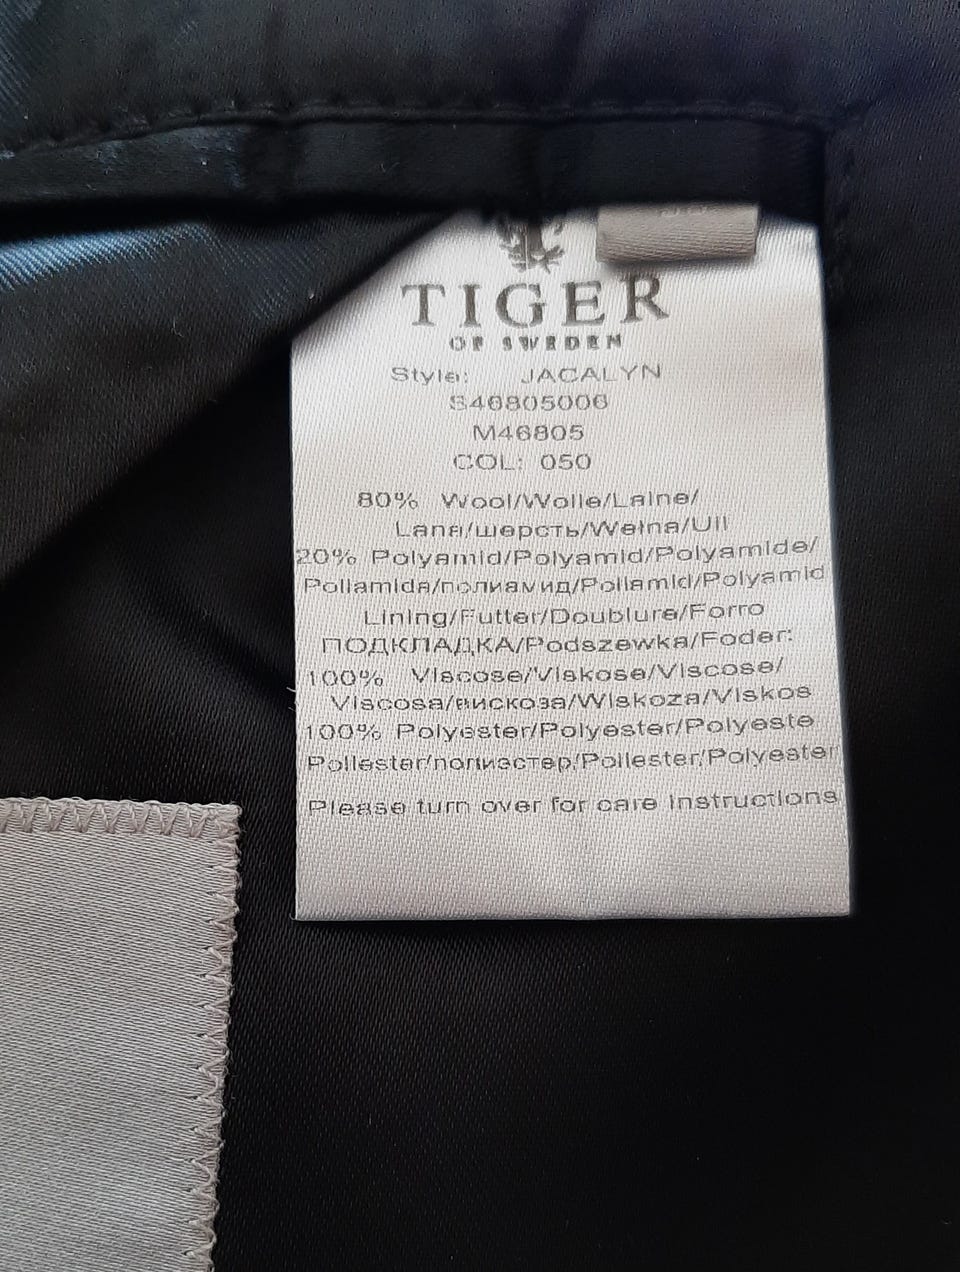 TIGER
OF SWEDEN
Style: JACALYN
S46805006
M46805
COL: 050
80% Wool/Wolle/Laine/
Lana/шерсть/Wełna/Ull
20% Polyamid/Polyamid/Polyamide/
Poliamida/полиамид/Poliamid/Polyamid
Lining/Futter/Doublure/Forro
ПОДКЛАДКА/Podszewka/Foder:
100% Viscose/Viskose/Viscose/
Viscosa/вискоза/Wiskoza/Viskos
100% Polyester/Polyester/Polyeste
Poliester/полиэстер/Poliester/Polyester
Please turn over for care instructions